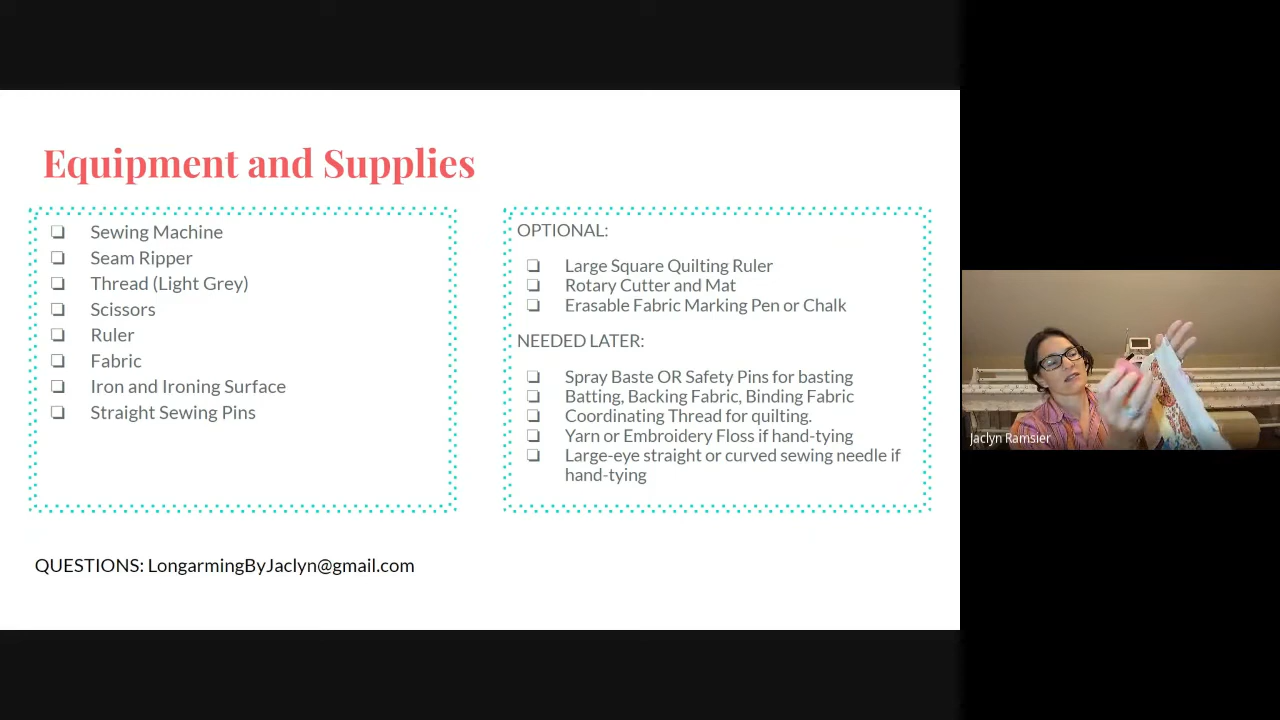 Equipment and Supplies
❏ Sewing Machine
❏ Seam Ripper
❏ Thread (Light Grey)
❏ Scissors
❏ Ruler
❏ Fabric
❏ Iron and Ironing Surface
❏ Straight Sewing Pins
OPTIONAL:
❏ Large Square Quilting Ruler
❏ Rotary Cutter and Mat
❏ Erasable Fabric Marking Pen or Chalk
NEEDED LATER:
❏ Spray Baste OR Safety Pins for basting
❏ Batting, Backing Fabric, Binding Fabric
❏ Coordinating Thread for quilting.
❏ Yarn or Embroidery Floss if hand-tying
❏ Large-eye straight or curved sewing needle if
hand-tying
QUESTIONS: LongarmingByJaclyn@gmail.com
Jaclyn Ramsier